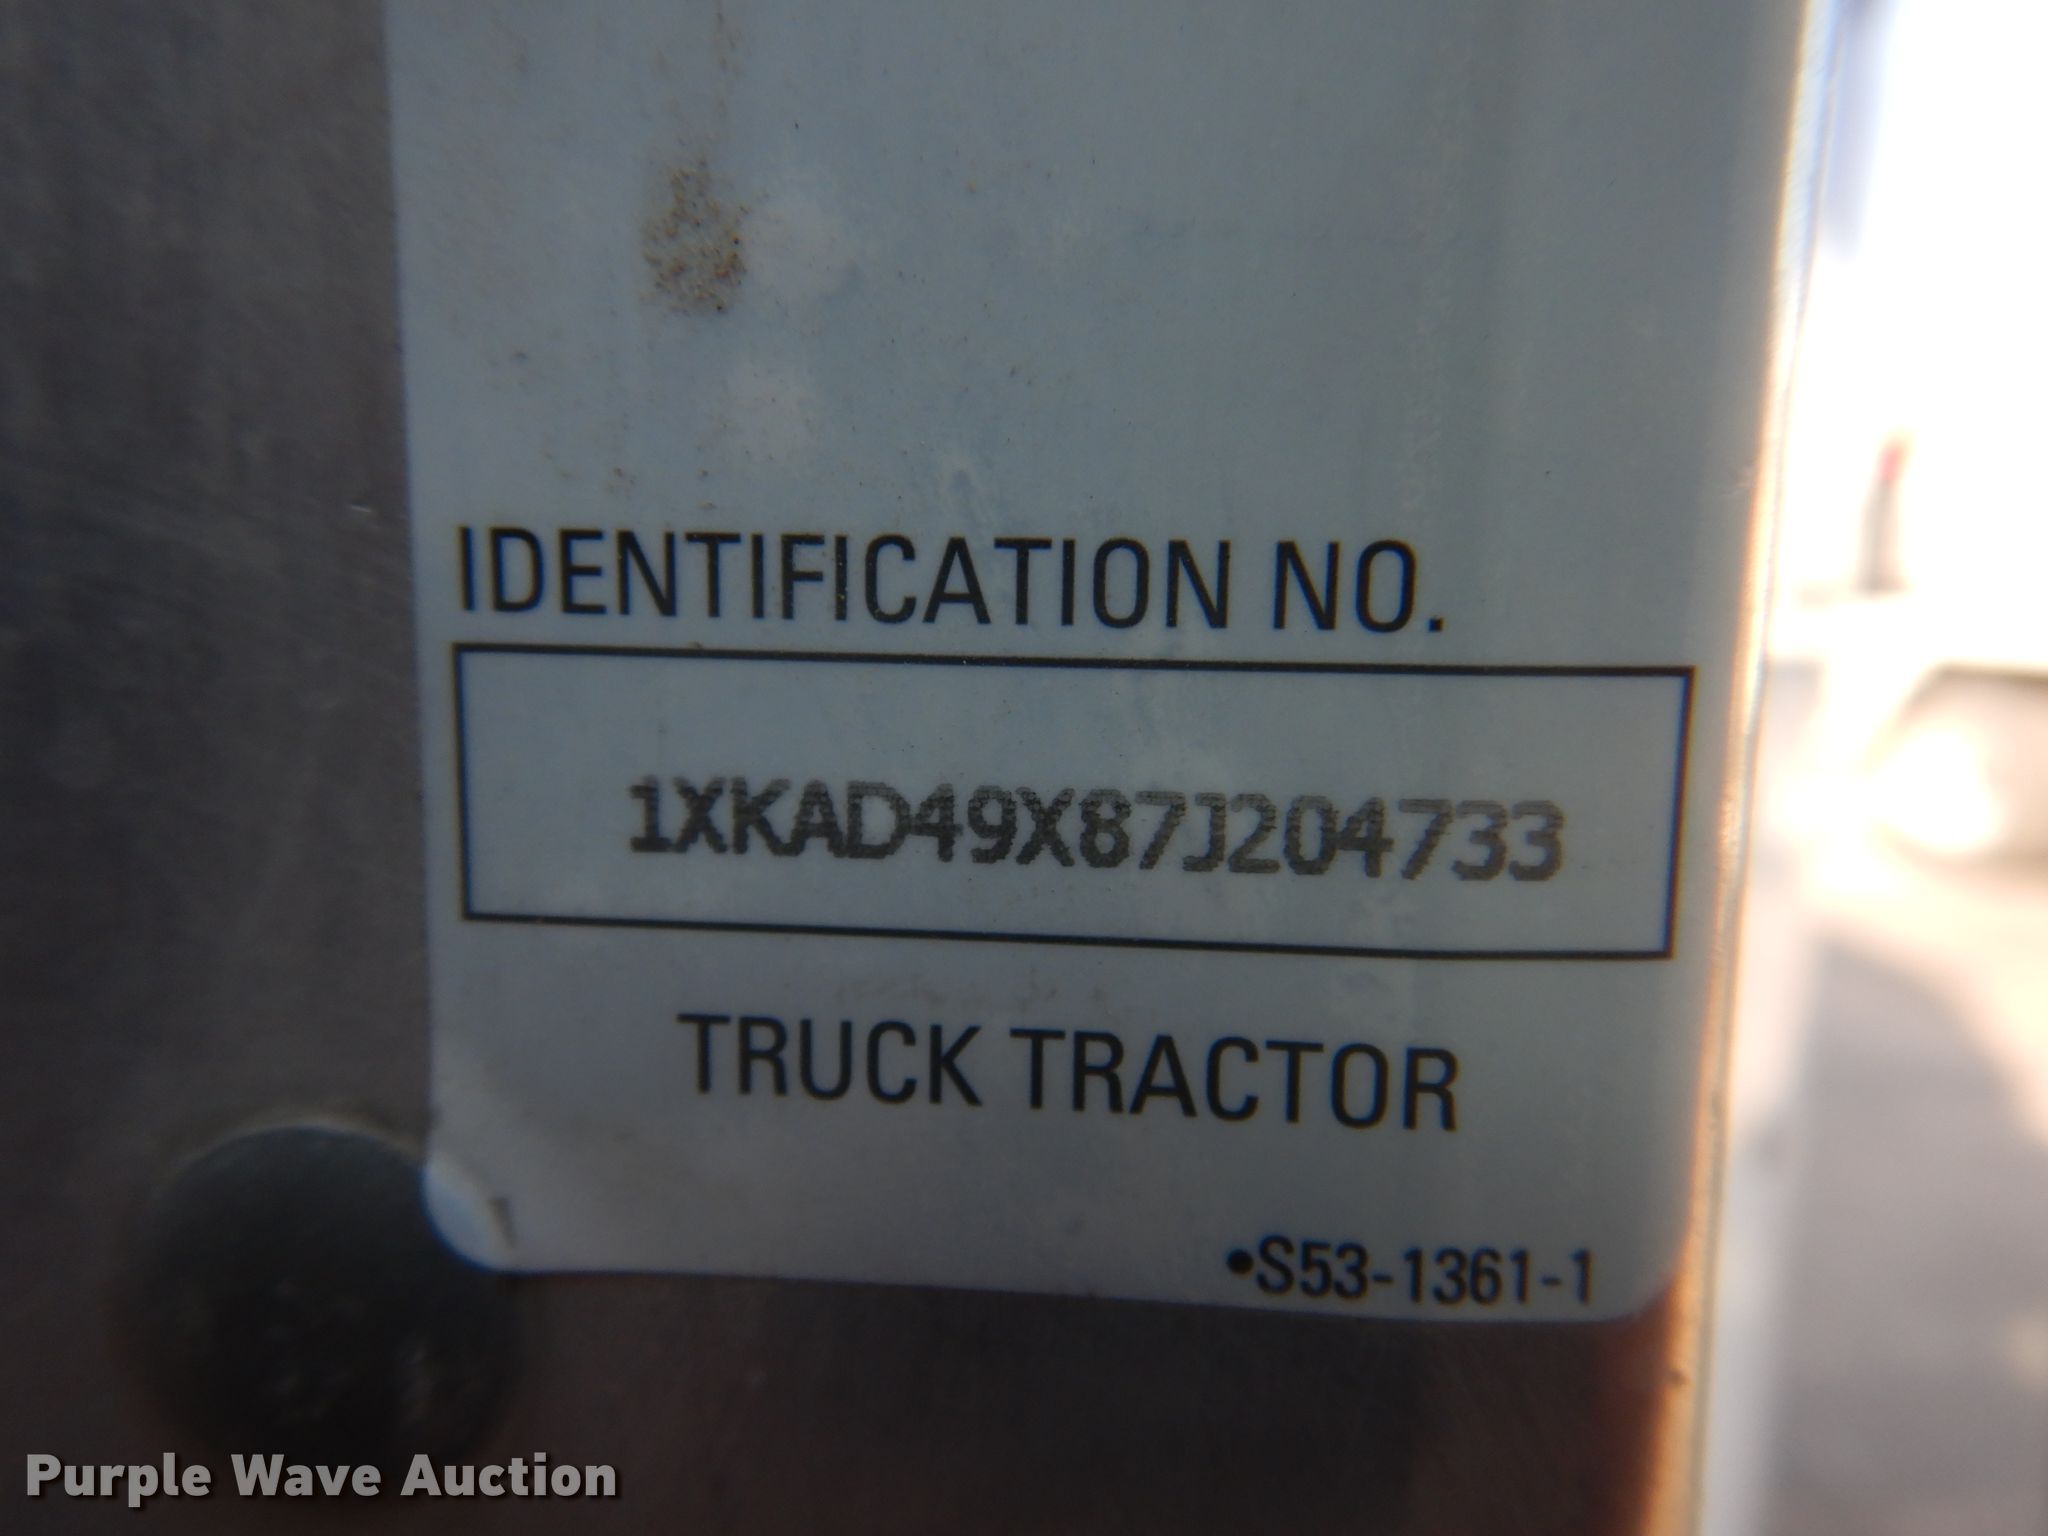 IDENTIFICATION NO.
1XKAD49X87J204733
TRUCK TRACTOR
•S53-1361-1
Purple Wave Auction